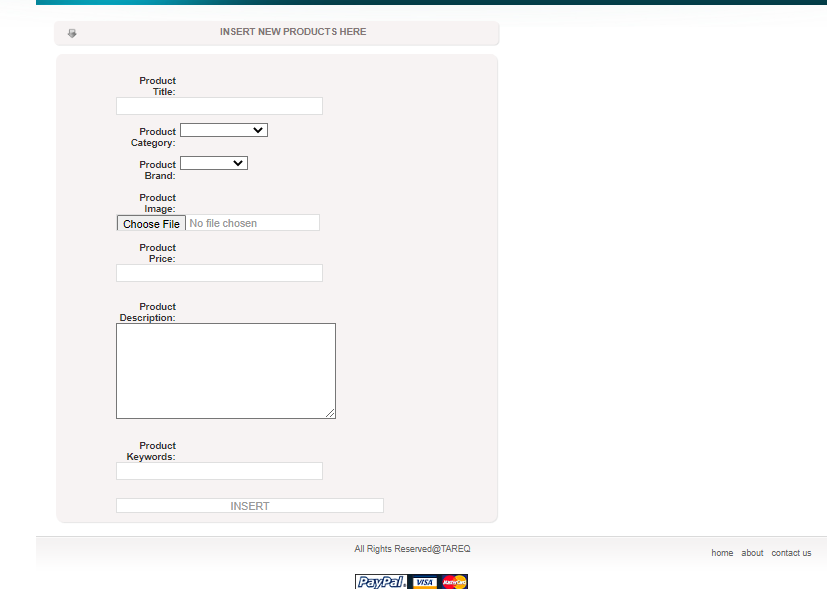 INSERT NEW PRODUCTS HERE
Product
Title:
Product
Category:
Product
Brand:
Product
Image:
Choose File No file chosen
Product
Price:
Product
Description:
Product
Keywords:
INSERT
All Rights Reserved@TAREQ
home about contact us
PayPal VISA MasterCard